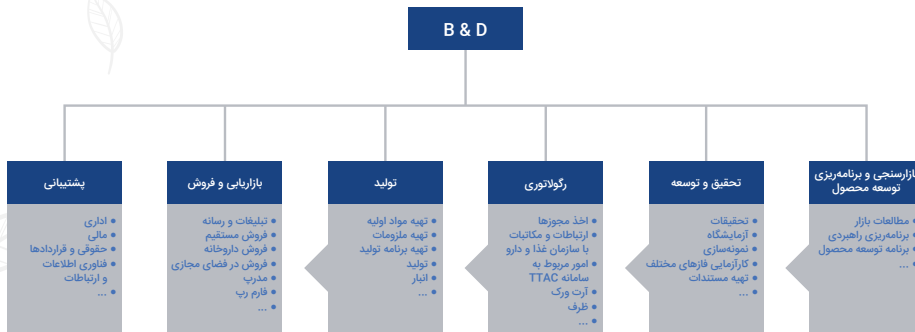 B & D
بازارسنجی و برنامه‌ریزی
توسعه محصول
• مطالعات بازار
• برنامه‌ریزی راهبردی
• برنامه توسعه محصول
• ...
تحقیق و توسعه
• تحقیقات
• آزمایشگاه
• نمونه‌سازی
• کارآزمایی فازهای مختلف
• تهیه مستندات
• ...
رگولاتوری
• اخذ مجوزها
• ارتباطات و مکاتبات
با سازمان غذا و دارو
• امور مربوط به
سامانه TTAC
• آرت ورک
• ظرف
• ...
تولید
• تهیه مواد اولیه
• تهیه ملزومات
• تهیه برنامه تولید
• تولید
• انبار
• ...
بازاریابی و فروش
• تبلیغات و رسانه
• فروش مستقیم
• فروش داروخانه
• فروش در فضای مجازی
• مدرپ
• فارم رپ
• ...
پشتیبانی
• اداری
• مالی
• حقوقی و قراردادها
• فناوری اطلاعات
و ارتباطات
• ...